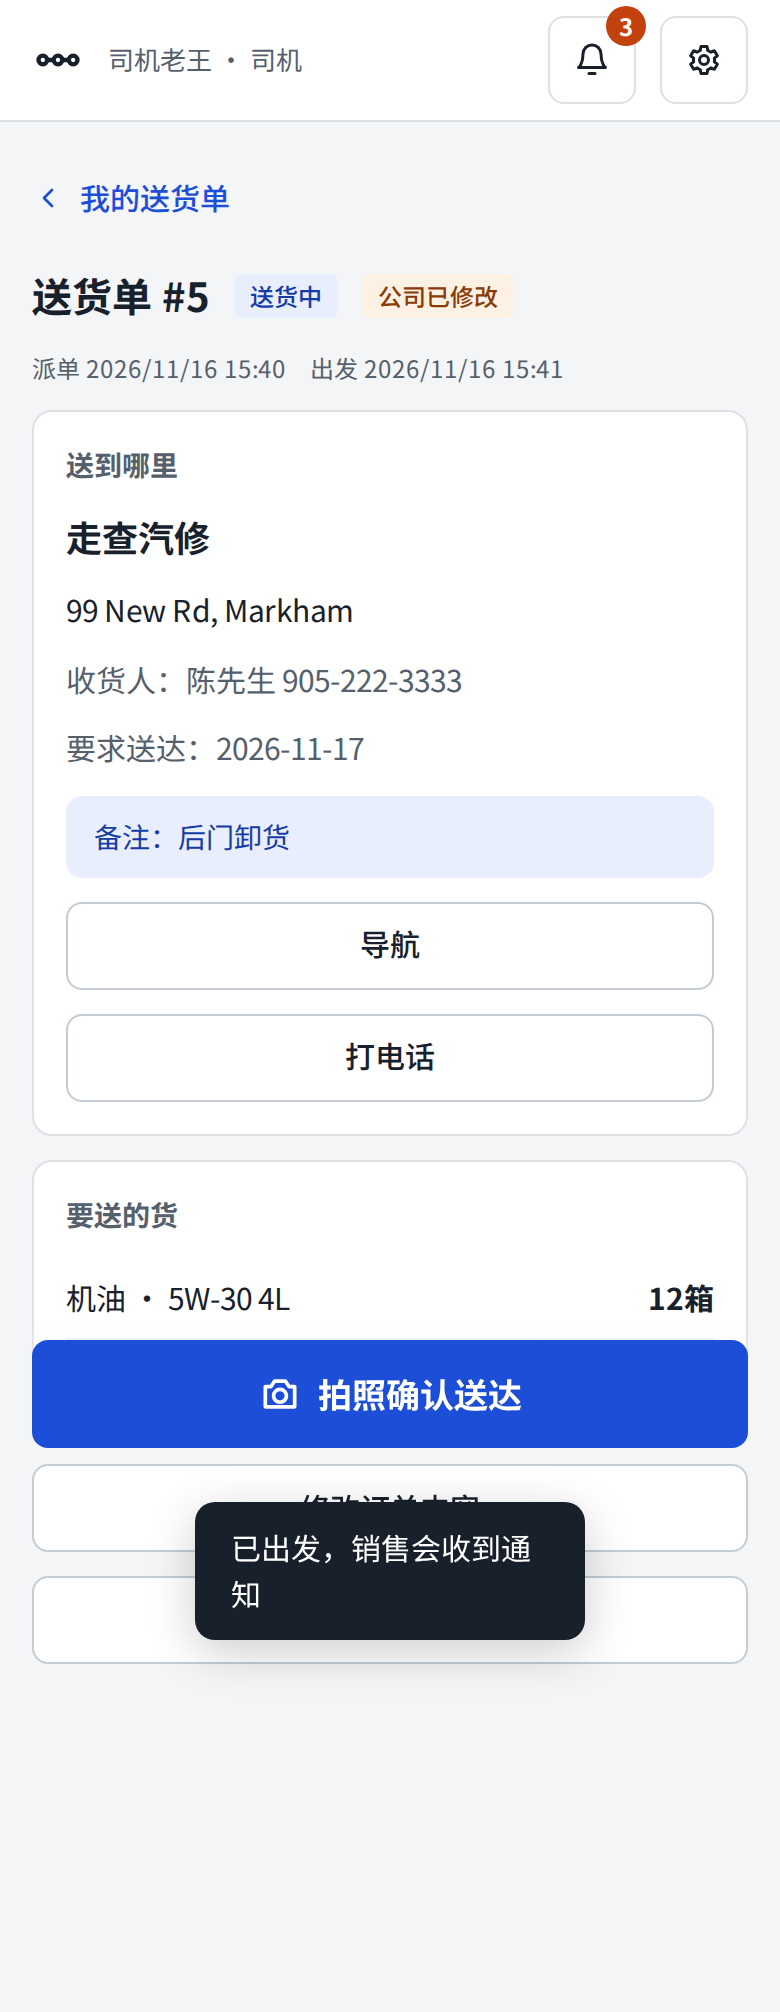 司机老王 · 司机
3
我的送货单
送货单 #5
送货中
公司已修改
派单 2026/11/16 15:40 出发 2026/11/16 15:41
送到哪里
走查汽修
99 New Rd, Markham
收货人：陈先生 905-222-3333
要求送达：2026-11-17
备注：后门卸货
导航
打电话
要送的货
机油 · 5W-30 4L
12箱
拍照确认送达
已出发，销售会收到通
知